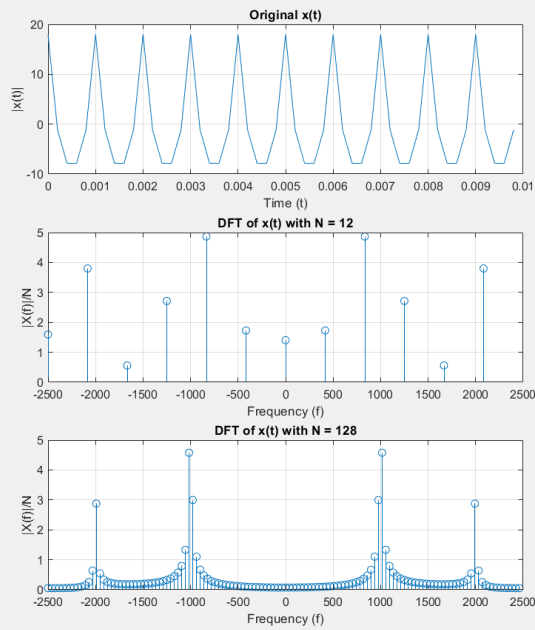 Original x(t)
20
10
0
-10
|x(t)|
0 0.001 0.002 0.003 0.004 0.005 0.006 0.007 0.008 0.009 0.01
Time (t)
DFT of x(t) with N = 12
5
4
3
2
1
0
|X(f)|/N
-2500 -2000 -1500 -1000 -500 0 500 1000 1500 2000 2500
Frequency (f)
DFT of x(t) with N = 128
5
4
3
2
1
0
|X(f)|/N
-2500 -2000 -1500 -1000 -500 0 500 1000 1500 2000 2500
Frequency (f)